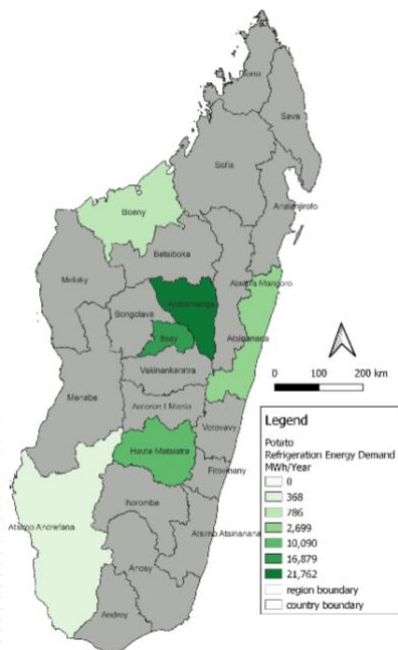 Diana
Sava
Sofia
Analanjirofo
Boeny
Betsiboka
Melaky
Alaotra Mangoro
Analamanga
Bongolava
Itasy
Atsinanana
Vakinankaratra
Menabe
Amoron I Mania
Vatovavy
Haute Matsiatra
Fitovinany
Ihorombe
Atsimo Andrefana
Atsimo Atsinanana
Anosy
Androy
0 100 200 km
Legend
Potato
Refrigeration Energy Demand
MWh/Year
0
368
786
2,699
10,090
16,879
21,762
region boundary
country boundary